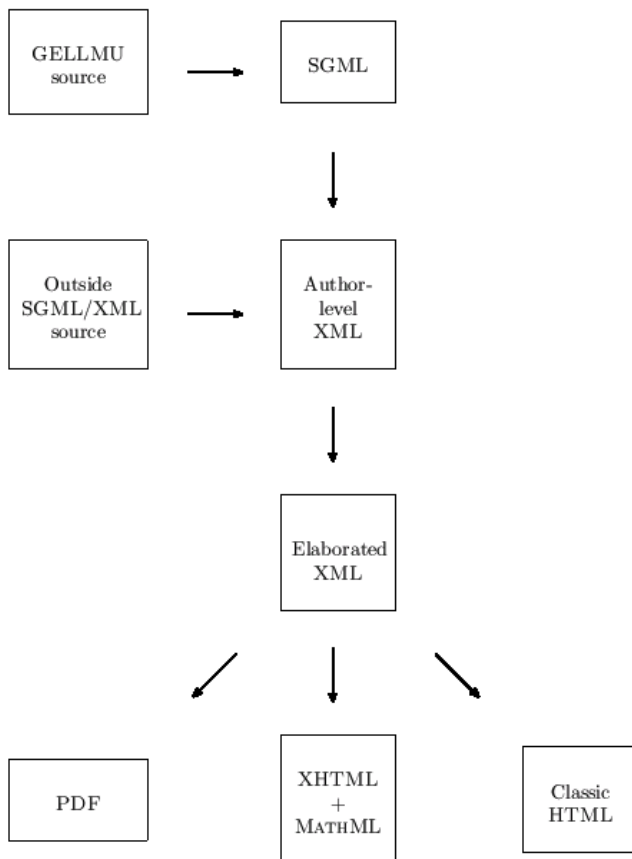 GELLMU
source
SGML
Outside
SGML/XML
source
Author-
level
XML
Elaborated
XML
PDF
XHTML
+
MATHML
Classic
HTML